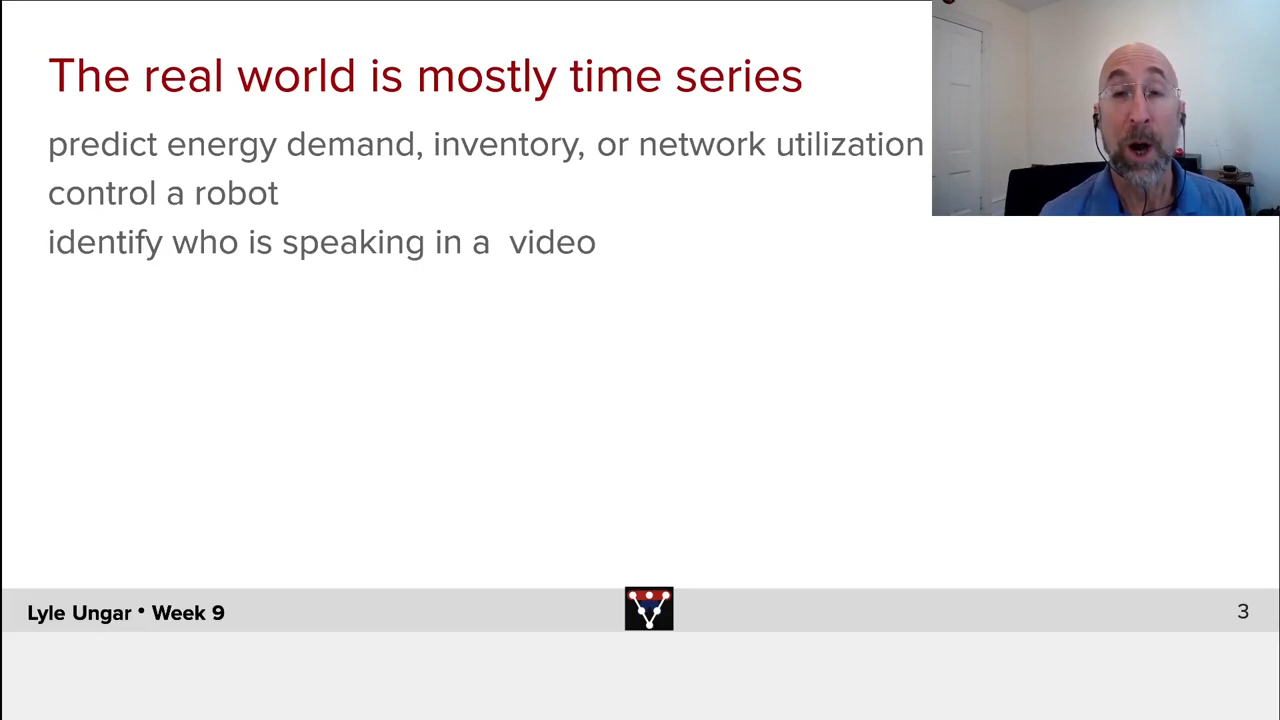 The real world is mostly time series
predict energy demand, inventory, or network utilization
control a robot
identify who is speaking in a  video
Lyle Ungar • Week 9
3